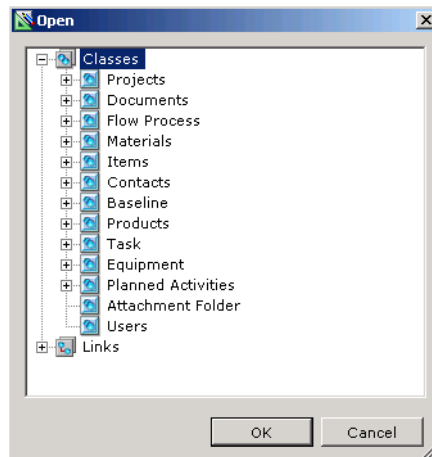 Open
Classes
Projects
Documents
Flow Process
Materials
Items
Contacts
Baseline
Products
Task
Equipment
Planned Activities
Attachment Folder
Users
Links
OK Cancel